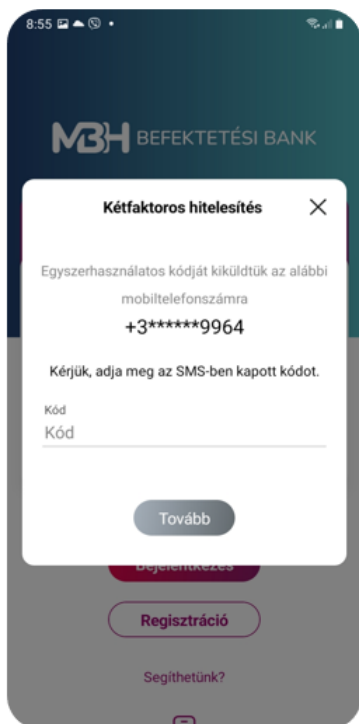 8:55
MBH BEFEKTETÉSI BANK
Kétfaktoros hitelesítés
Egyszerhasználatos kódját kiküldtük az alábbi
mobiltelefonszámra
+3******9964
Kérjük, adja meg az SMS-ben kapott kódot.
Kód
Kód
Tovább
Bejelentkezés
Regisztráció
Segíthetünk?